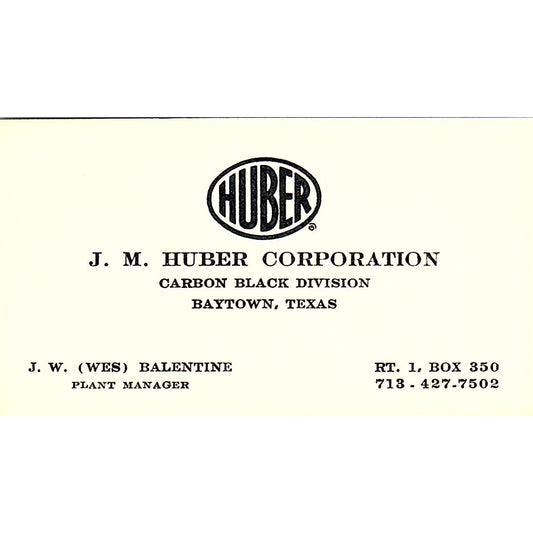 HUBER
®
J. M. HUBER CORPORATION
CARBON BLACK DIVISION
BAYTOWN, TEXAS
J. W. (WES) BALENTINE
PLANT MANAGER
RT. 1, BOX 350
713 - 427-7502